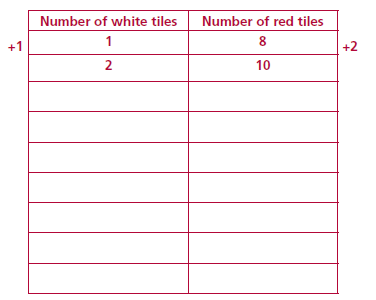 Number of white tiles Number of red tiles
1 8
+1 +2
2 10